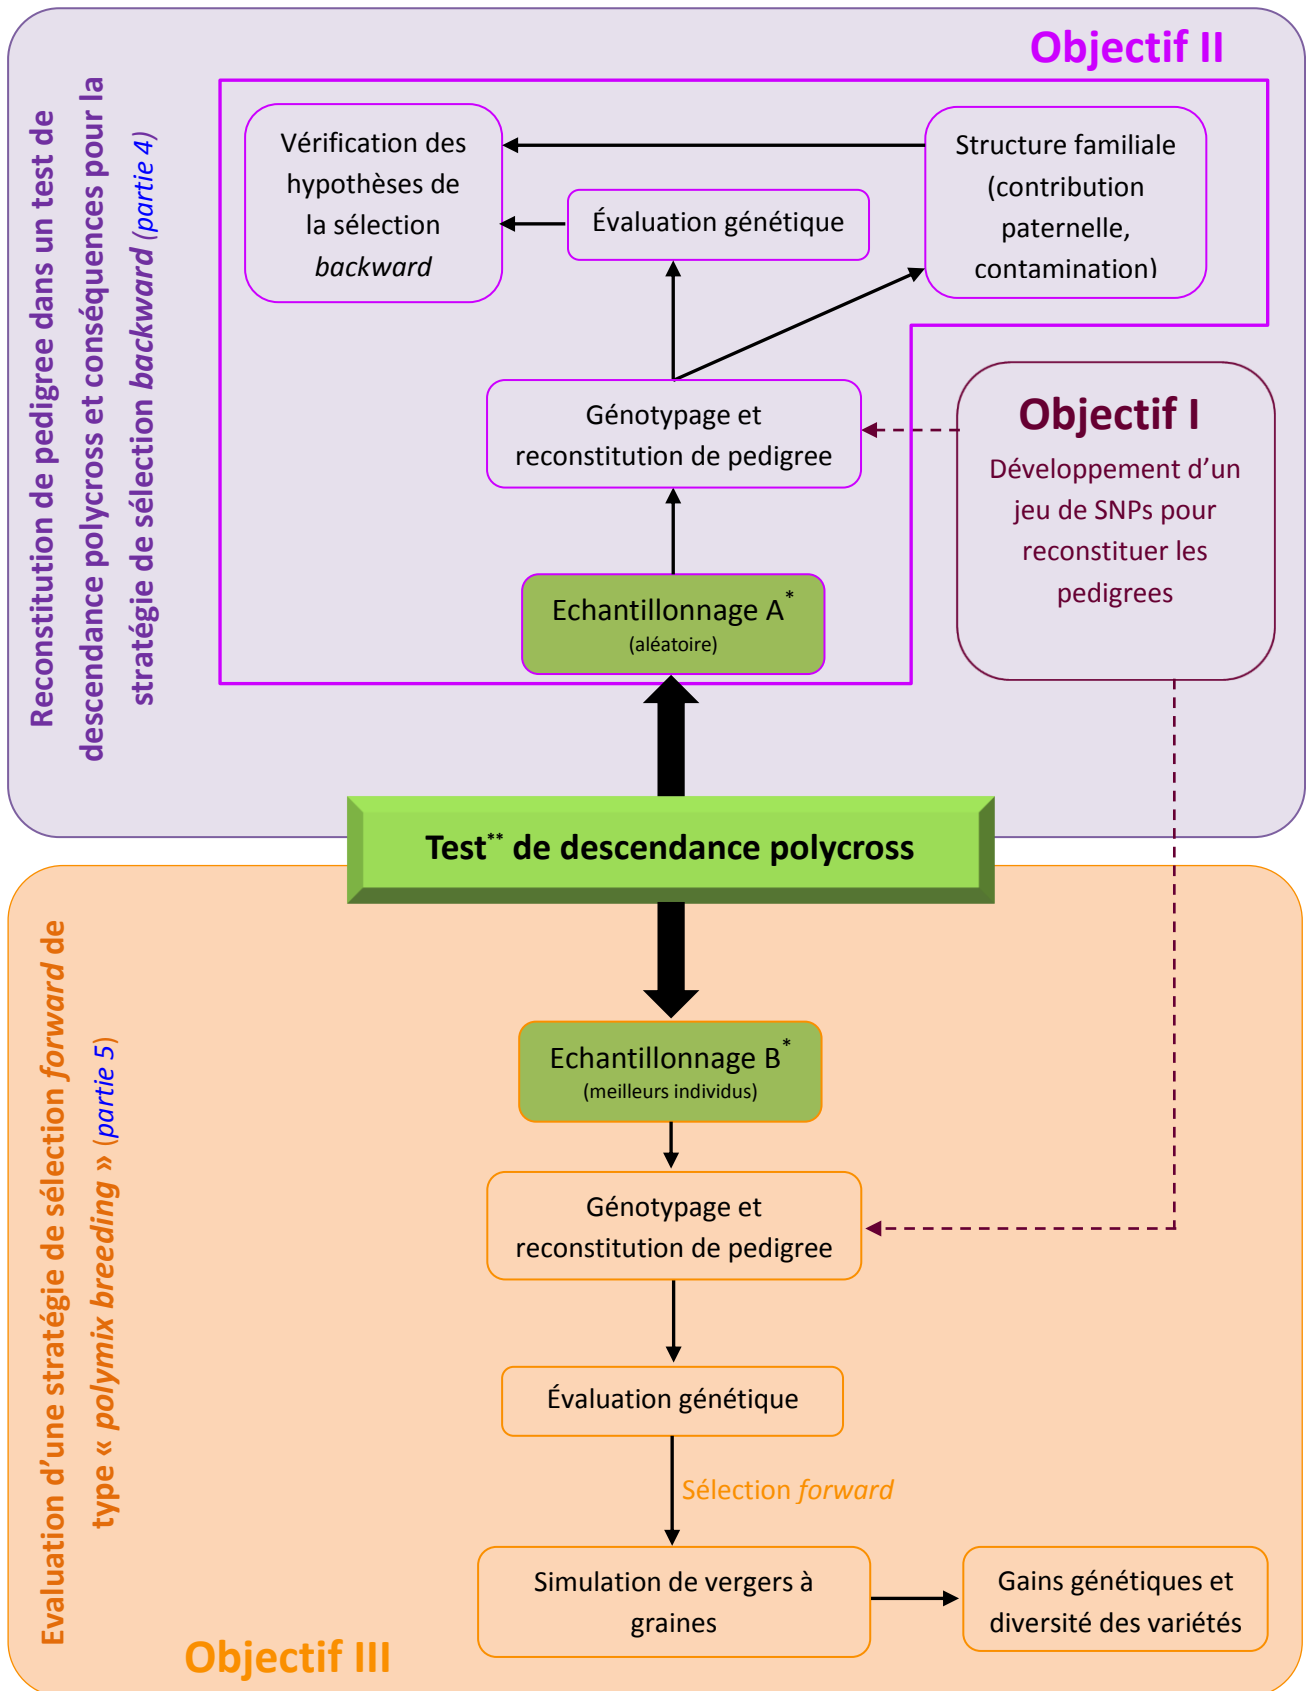 Objectif II
Reconstitution de pedigree dans un test de
descendance polycross et conséquences pour la
stratégie de sélection backward (partie 4)
Vérification des
hypothèses de
la sélection
backward
Évaluation génétique
Structure familiale
(contribution
paternelle,
contamination)
Génotypage et
reconstitution de pedigree
Objectif I
Développement d’un
jeu de SNPs pour
reconstituer les
pedigrees
Echantillonnage A*
(aléatoire)
Test** de descendance polycross
Evaluation d’une stratégie de sélection forward de
type « polymix breeding » (partie 5)
Echantillonnage B*
(meilleurs individus)
Génotypage et
reconstitution de pedigree
Évaluation génétique
Sélection forward
Simulation de vergers à
graines
Gains génétiques et
diversité des variétés
Objectif III